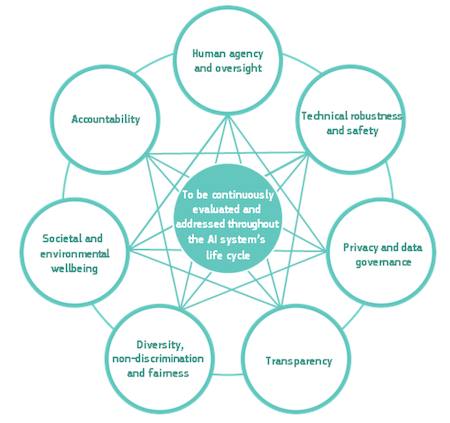 Human agency
and oversight
Technical robustness
and safety
Privacy and data
governance
Transparency
Diversity,
non-discrimination
and fairness
Societal and
environmental
wellbeing
Accountability
To be continuously
evaluated and
addressed throughout
the AI system's
life cycle